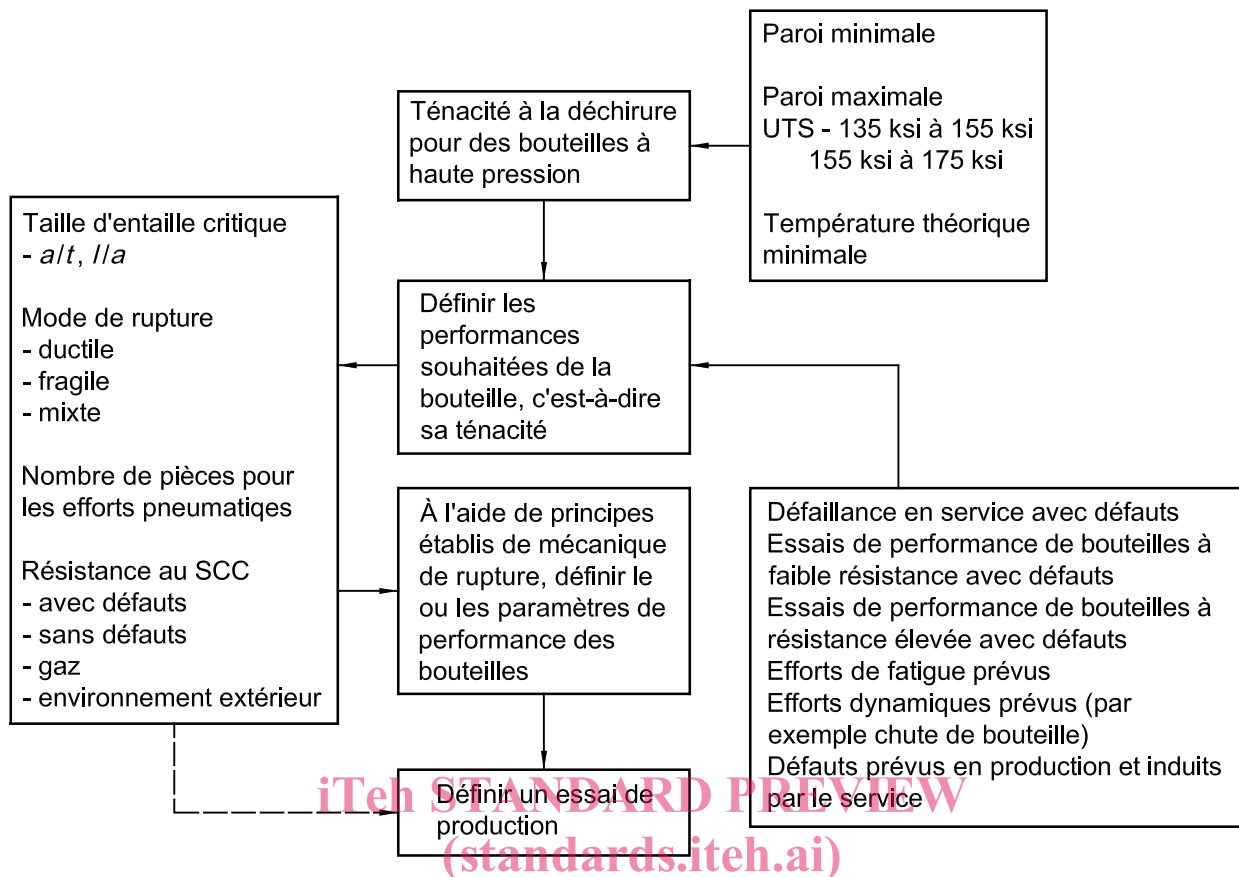 Paroi minimale
Paroi maximale
UTS - 135 ksi à 155 ksi
155 ksi à 175 ksi
Température théorique
minimale
Ténacité à la déchirure
pour des bouteilles à
haute pression
Taille d'entaille critique
- a/t, l/a
Mode de rupture
- ductile
- fragile
- mixte
Nombre de pièces pour
les efforts pneumatiqes
Résistance au SCC
- avec défauts
- sans défauts
- gaz
- environnement extérieur
Définir les
performances
souhaitées de la
bouteille, c'est-à-dire
sa ténacité
À l'aide de principes
établis de mécanique
de rupture, définir le
ou les paramètres de
performance des
bouteilles
Défaillance en service avec défauts
Essais de performance de bouteilles à
faible résistance avec défauts
Essais de performance de bouteilles à
résistance élevée avec défauts
Efforts de fatigue prévus
Efforts dynamiques prévus (par
exemple chute de bouteille)
Défauts prévus en production et induits
par le service
Définir un essai de
production
iTeh STANDARD PREVIEW
(standards.iteh.ai)